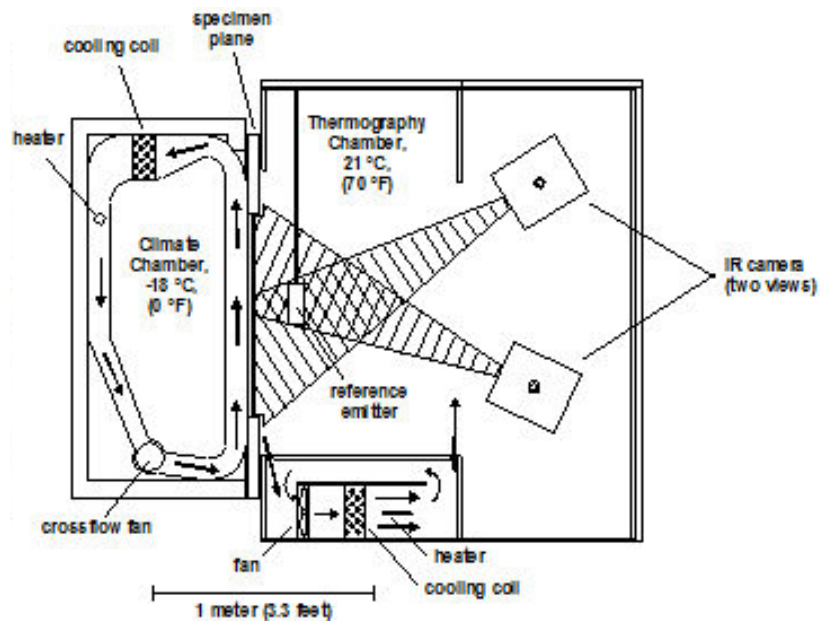 specimen
plane
cooling coil
heater
Thermography
Chamber,
21 °C,
(70 °F)
Climate
Chamber,
-18 °C,
(0 °F)
IR camera
(two views)
reference
emitter
crossflow fan
fan
heater
cooling coil
1 meter (3.3 feet)